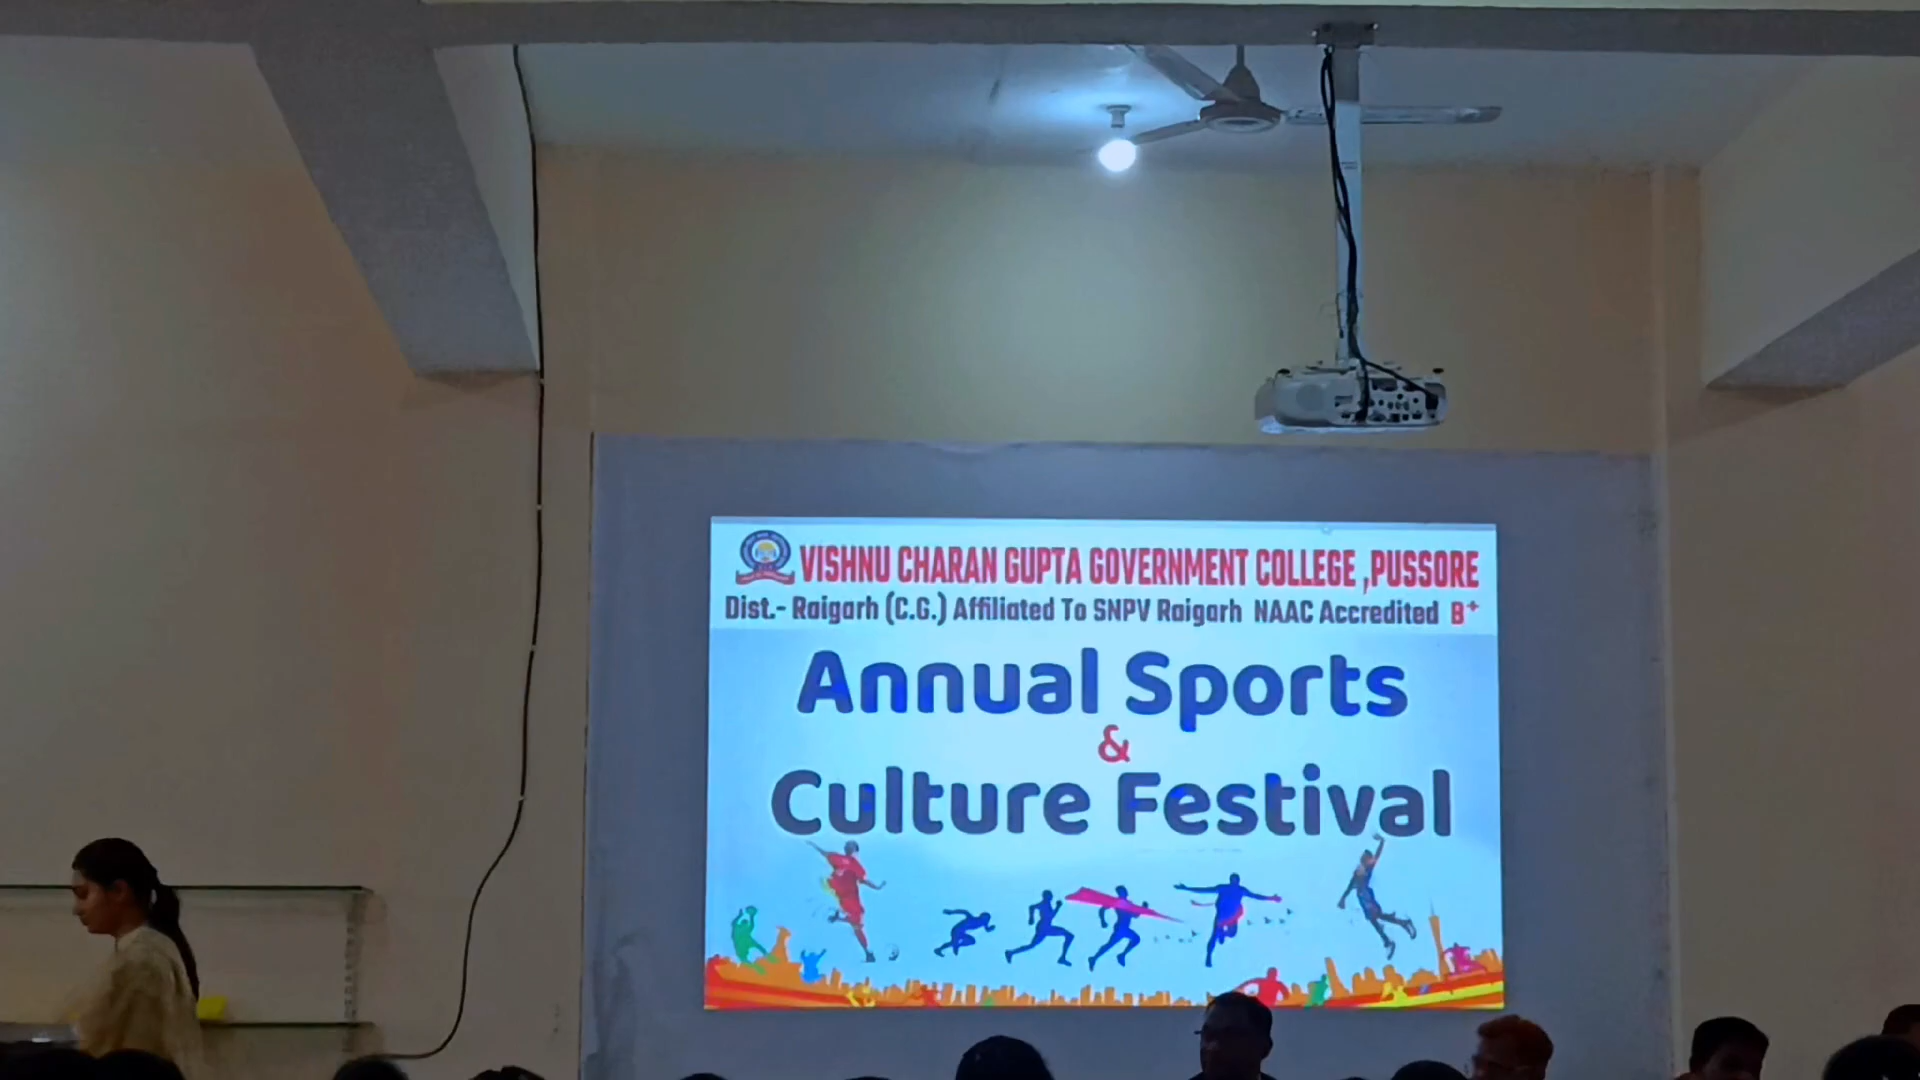 VISHNU CHARAN GUPTA GOVERNMENT COLLEGE ,PUSSORE
Dist.- Raigarh (C.G.) Affiliated To SNPV Raigarh NAAC Accredited B+
Annual Sports
&
Culture Festival